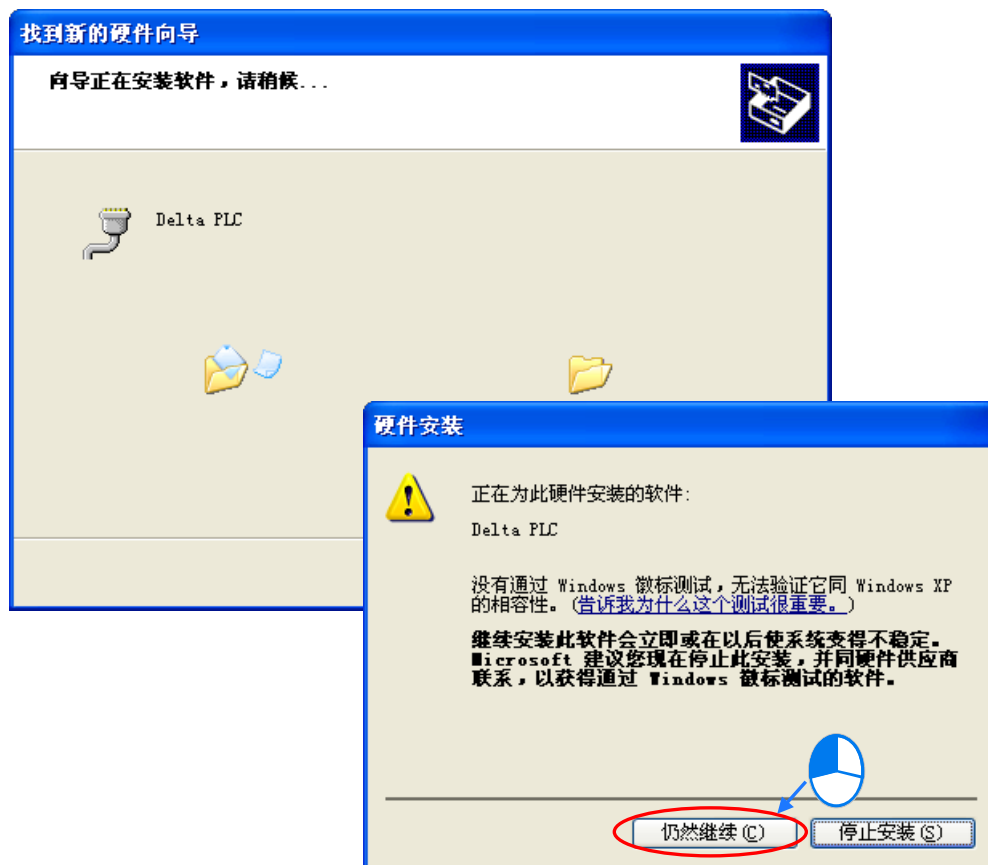 找到新的硬件向导
向导正在安装软件，请稍候...
Delta PLC
硬件安装
正在为此硬件安装的软件:
Delta PLC
没有通过 Windows 徽标测试，无法验证它同 Windows XP
的相容性。(告诉我为什么这个测试很重要。)
继续安装此软件会立即或在以后使系统变得不稳定。
Microsoft 建议您现在停止此安装，并同硬件供应商
联系，以获得通过 Windows 徽标测试的软件。
仍然继续(C)
停止安装(S)